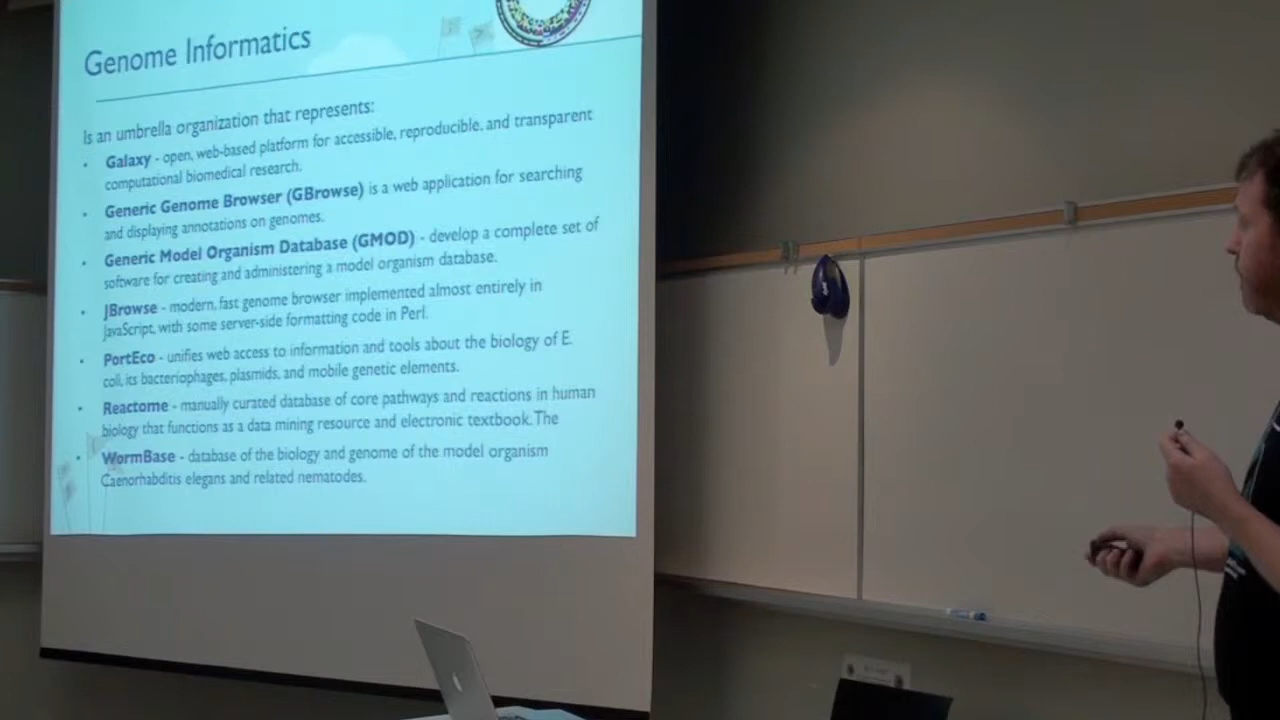 Genome Informatics
Is an umbrella organization that represents:
• Galaxy - open, web-based platform for accessible, reproducible, and transparent
computational biomedical research.
• Generic Genome Browser (GBrowse) is a web application for searching
and displaying annotations on genomes.
• Generic Model Organism Database (GMOD) - develop a complete set of
software for creating and administering a model organism database.
• JBrowse - modern, fast genome browser implemented almost entirely in
JavaScript, with some server-side formatting code in Perl.
• PortEco - unifies web access to information and tools about the biology of E.
coli, its bacteriophages, plasmids, and mobile genetic elements.
• Reactome - manually curated database of core pathways and reactions in human
biology that functions as a data mining resource and electronic textbook. The
• WormBase - database of the biology and genome of the model organism
Caenorhabditis elegans and related nematodes.